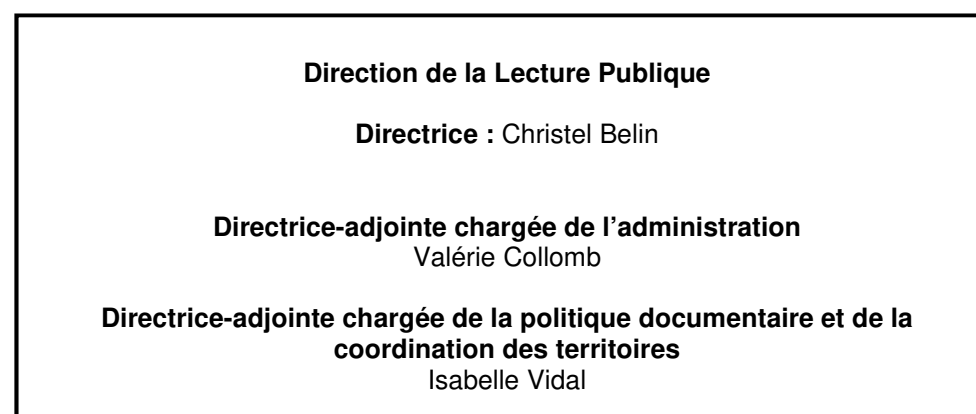 Direction de la Lecture Publique
Directrice : Christel Belin
Directrice-adjointe chargée de l'administration
Valérie Collomb
Directrice-adjointe chargée de la politique documentaire et de la
coordination des territoires
Isabelle Vidal